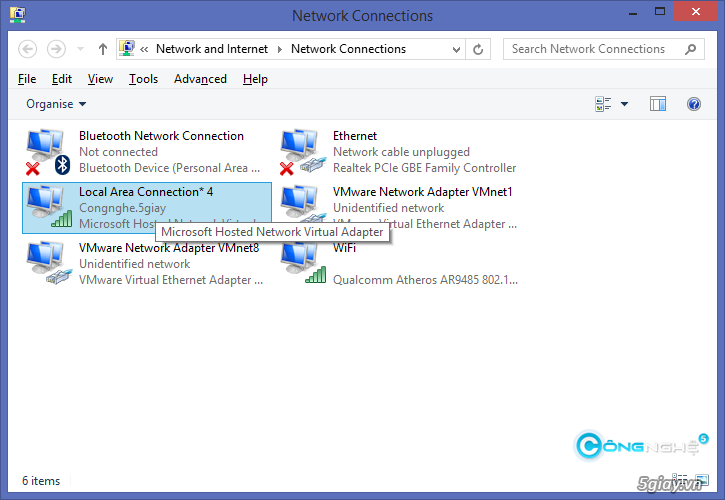 Network Connections
« Network and Internet Network Connections
Search Network Connections
File Edit View Tools Advanced Help
Organise
Bluetooth Network Connection
Not connected
Bluetooth Device (Personal Area ...
Ethernet
Network cable unplugged
Realtek PCIe GBE Family Controller
Local Area Connection* 4
Congnghe.5giay
Microsoft Hosted Network Virtual
Microsoft Hosted Network Virtual Adapter
VMware Network Adapter VMnet1
Unidentified network
Virtual Ethernet Adapter ...
VMware Network Adapter VMnet8
Unidentified network
VMware Virtual Ethernet Adapter ...
WiFi
Qualcomm Atheros AR9485 802.1...
CÔNGNGHỆ 5
6 items
5giay.vn